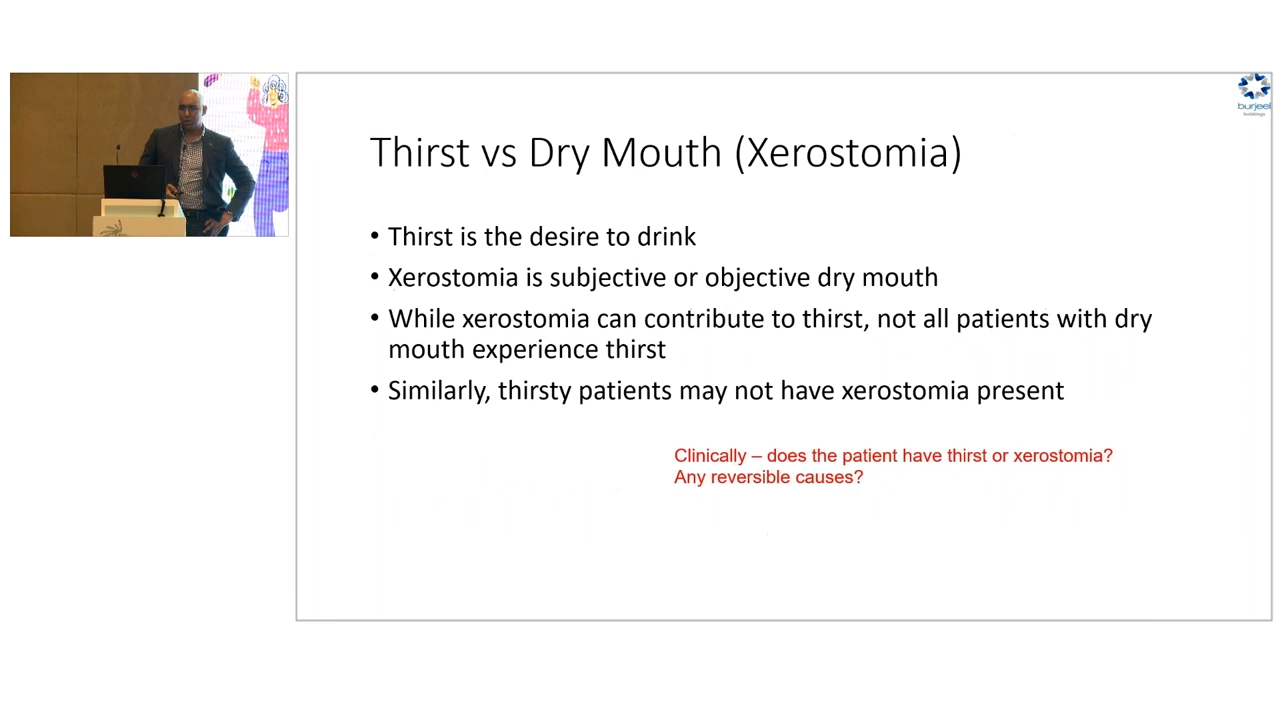 burjeel
holdings
Thirst vs Dry Mouth (Xerostomia)
• Thirst is the desire to drink
• Xerostomia is subjective or objective dry mouth
• While xerostomia can contribute to thirst, not all patients with dry
mouth experience thirst
• Similarly, thirsty patients may not have xerostomia present
Clinically – does the patient have thirst or xerostomia?
Any reversible causes?